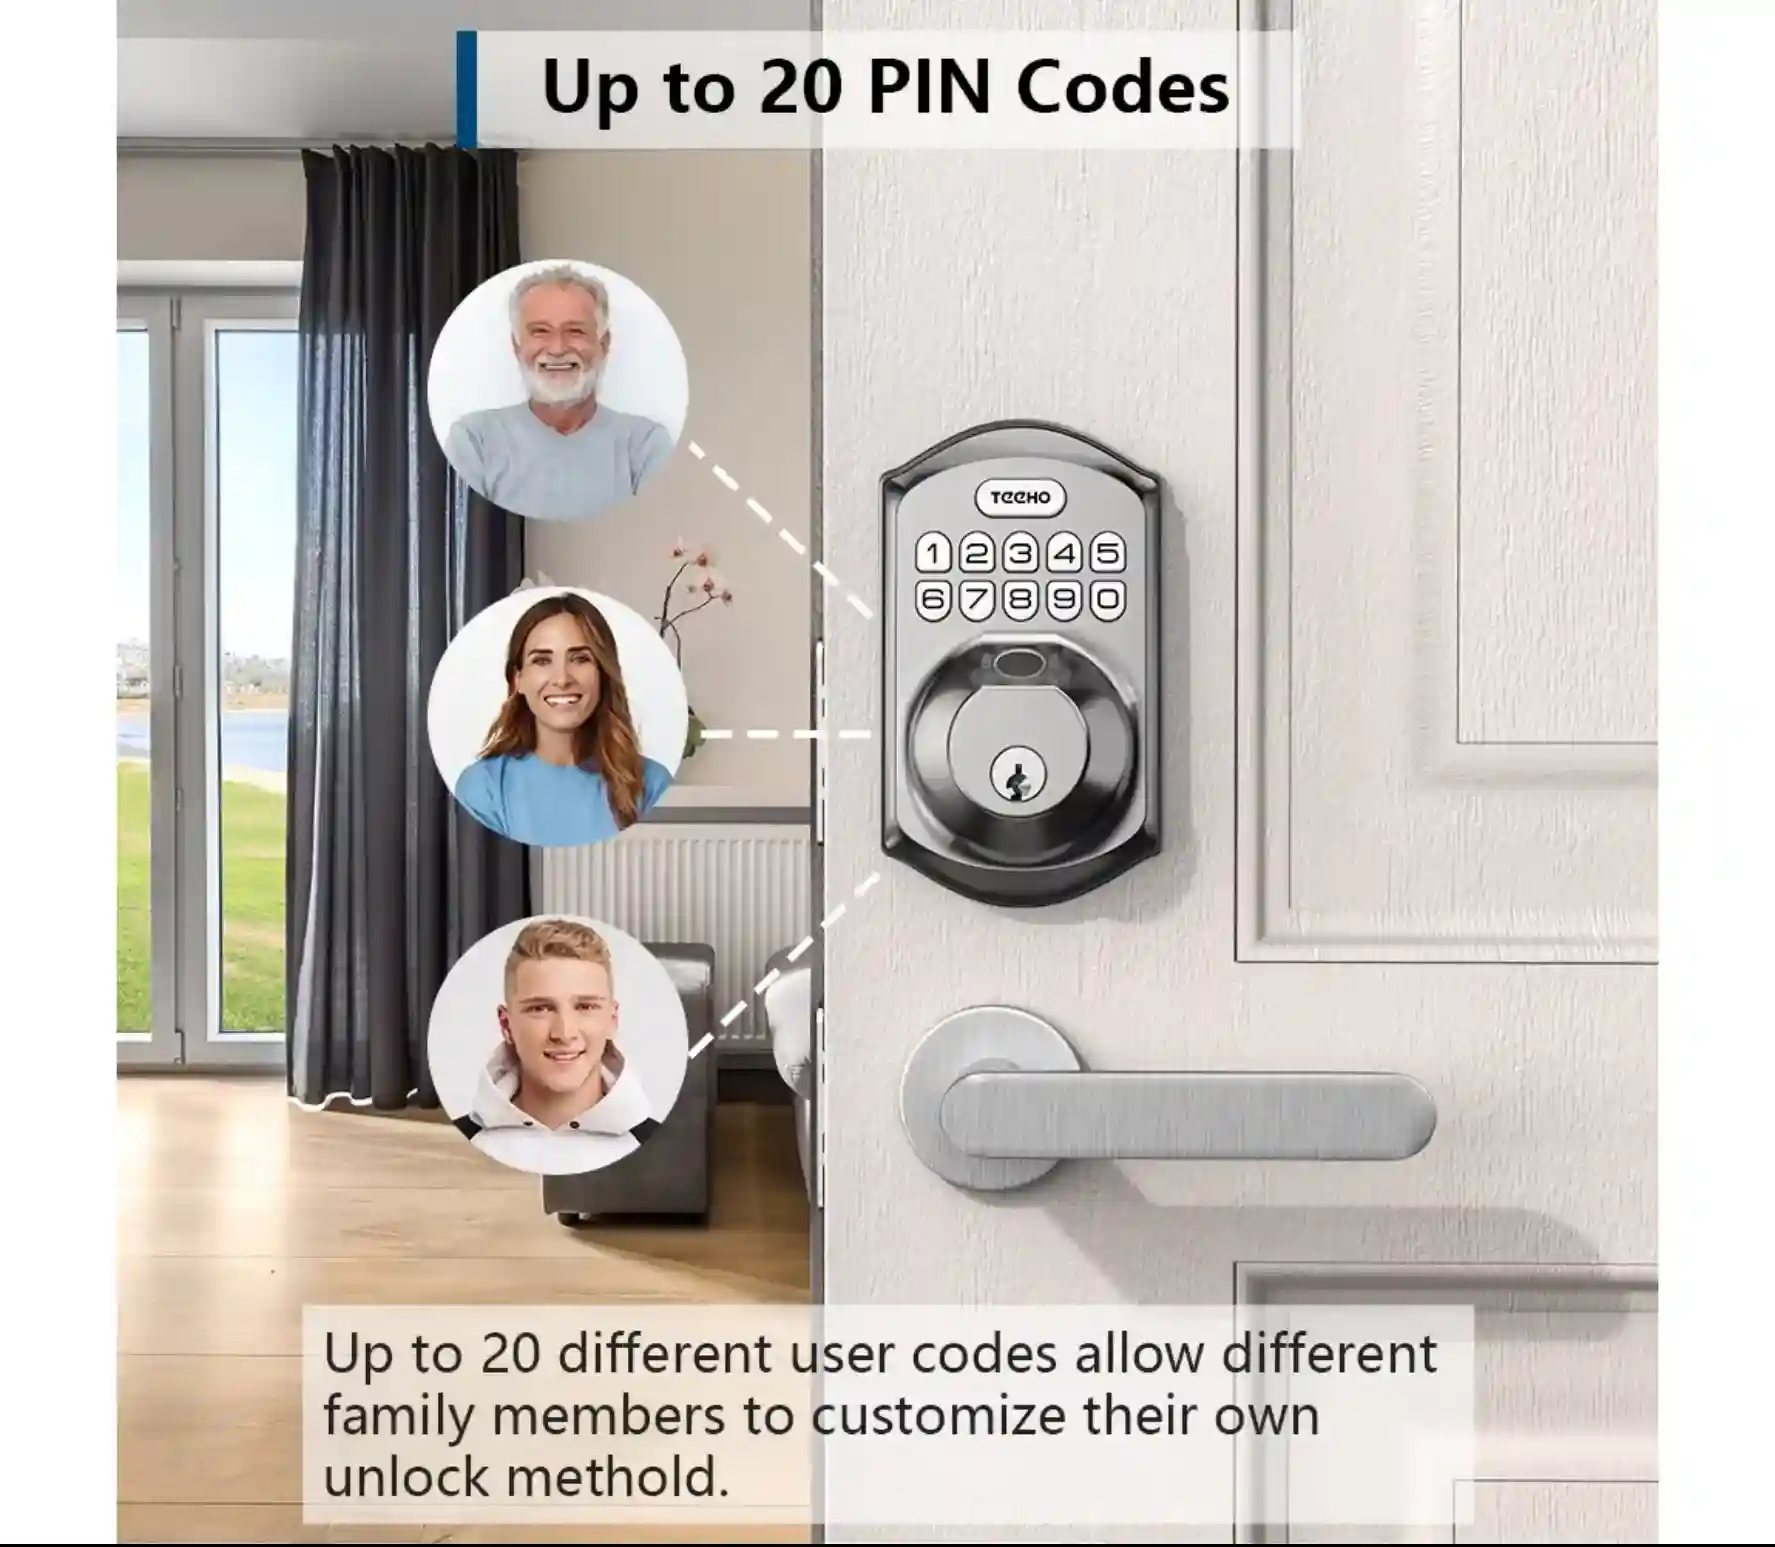 Up to 20 PIN Codes
TEEHO
1 2 3 4 5
6 7 8 9 0
Up to 20 different user codes allow different
family members to customize their own
unlock methold.